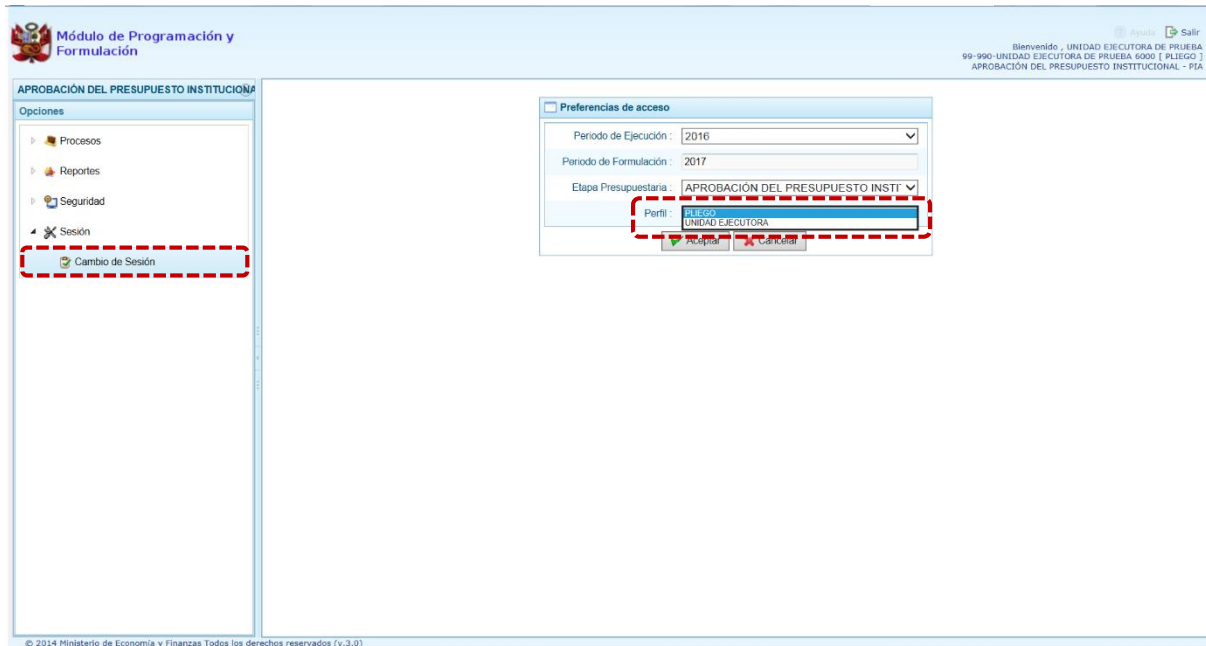 Módulo de Programación y
Formulación
Ayuda Salir
Bienvenido , UNIDAD EJECUTORA DE PRUEBA
99-990-UNIDAD EJECUTORA DE PRUEBA 6000 [ PLIEGO ]
APROBACIÓN DEL PRESUPUESTO INSTITUCIONAL - PIA
APROBACIÓN DEL PRESUPUESTO INSTITUCIONA
Opciones
Procesos
Reportes
Seguridad
Sesión
Cambio de Sesión
Preferencias de acceso
Periodo de Ejecución : 2016
Periodo de Formulación : 2017
Etapa Presupuestaria : APROBACIÓN DEL PRESUPUESTO INSTIT
Perfil : PLIEGO
UNIDAD EJECUTORA
Aceptar Cancelar
© 2014 Ministerio de Economía y Finanzas Todos los derechos reservados (v.3.0)